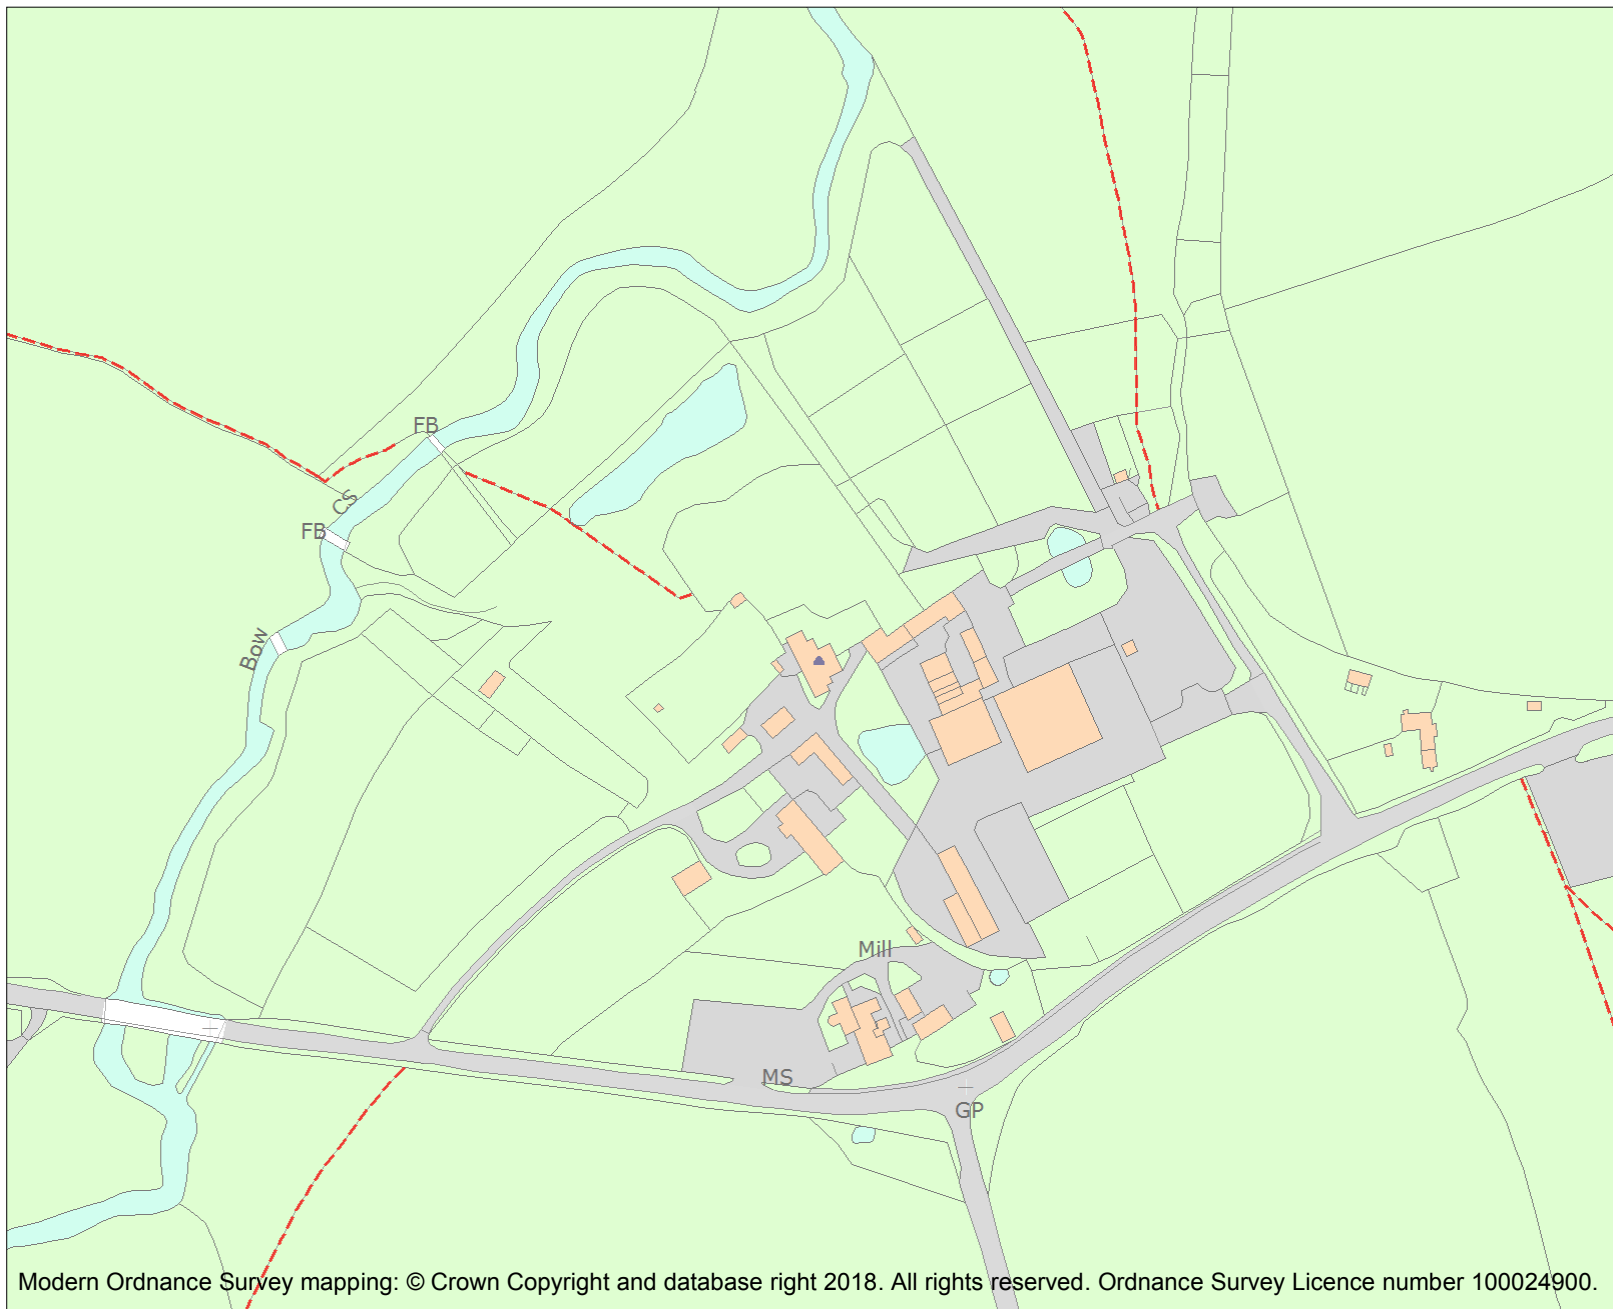 FB
CS
FB
Bow
Mill
MS
GP
Modern Ordnance Survey mapping: © Crown Copyright and database right 2018. All rights reserved. Ordnance Survey Licence number 100024900.